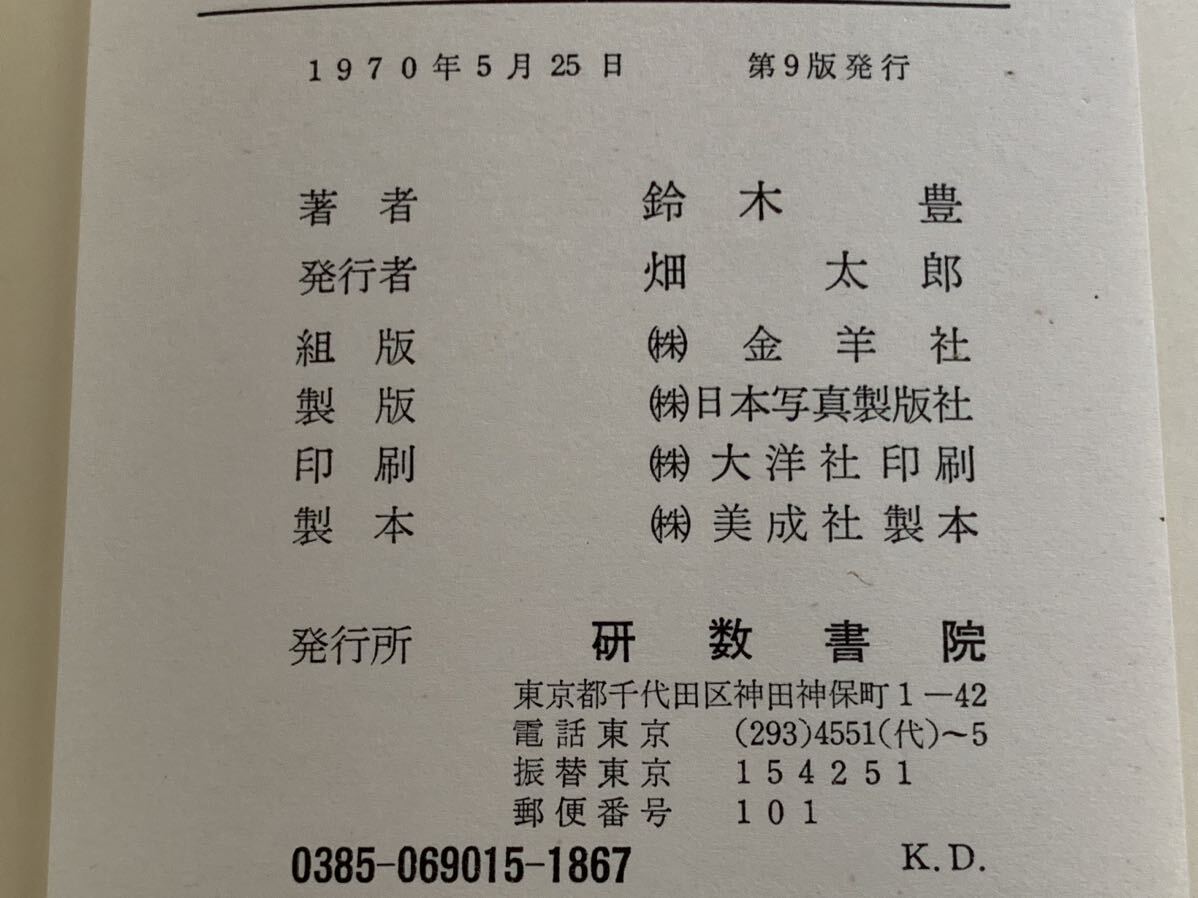 1970年5月25日 第9版発行
著者 鈴木豊
発行者 畑太郎
組版 ㈱金羊社
製版 ㈱日本写真製版社
印刷 ㈱大洋社印刷
製本 ㈱美成社製本
発行所 研数書院
東京都千代田区神田神保町1―42
電話東京 (293)4551(代)~5
振替東京 154251
郵便番号 101
0385-069015-1867 K.D.